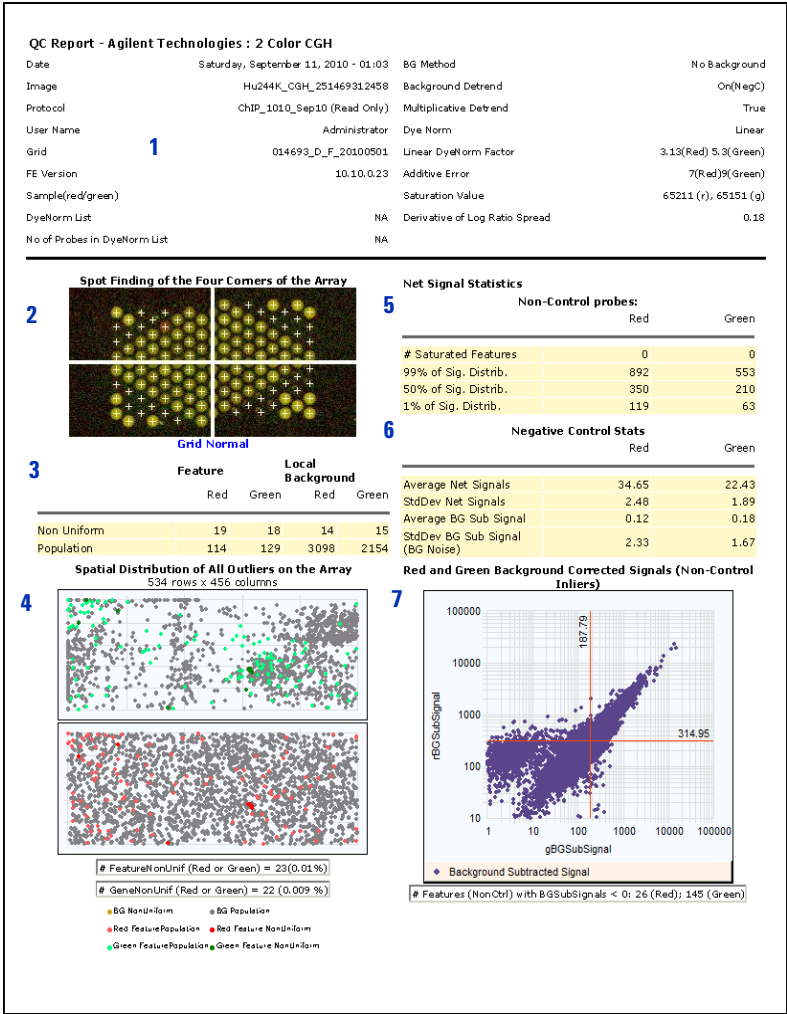 QC Report - Agilent Technologies : 2 Color CGH
Date Saturday, September 11, 2010 - 01:03 BG Method No Background
Image Hu244K_CGH_251469312458 Background Detrend On(NegC)
Protocol ChIP_1010_Sep10 (Read Only) Multiplicative Detrend True
User Name Administrator Dye Norm Linear
1
Grid 014693_D_F_20100501 Linear DyeNorm Factor 3.13(Red) 5.3(Green)
FE Version 10.10.0.23 Additive Error 7(Red)9(Green)
Sample(red/green) Saturation Value 65211 (r), 65151 (g)
DyeNorm List NA Derivative of Log Ratio Spread 0.18
No of Probes in DyeNorm List NA
Spot Finding of the Four Corners of the Array
2
Grid Normal
3
Feature Local Background
Red Green Red Green
Non Uniform 19 18 14 15
Population 114 129 3098 2154
Spatial Distribution of All Outliers on the Array
534 rows x 456 columns
4
# FeatureNonUnif (Red or Green) = 23(0.01%)
# GeneNonUnif (Red or Green) = 22 (0.009 %)
BG NonUniform BG Population
Red FeaturePopulation Red Feature NonUniform
Green FeaturePopulation Green Feature NonUniform
Net Signal Statistics
5
Non-Control probes:
Red Green
# Saturated Features 0 0
99% of Sig. Distrib. 892 553
50% of Sig. Distrib. 350 210
1% of Sig. Distrib. 119 63
6
Negative Control Stats
Red Green
Average Net Signals 34.65 22.43
StdDev Net Signals 2.48 1.89
Average BG Sub Signal 0.12 0.18
StdDev BG Sub Signal (BG Noise) 2.33 1.67
Red and Green Background Corrected Signals (Non-Control
Inliers)
7
100000
10000
1000
100
10
rBGSubSignal
187.79
314.95
1 10 100 1000 10000 100000
gBGSubSignal
Background Subtracted Signal
# Features (NonCtrl) with BGSubSignals < 0: 26 (Red); 145 (Green)